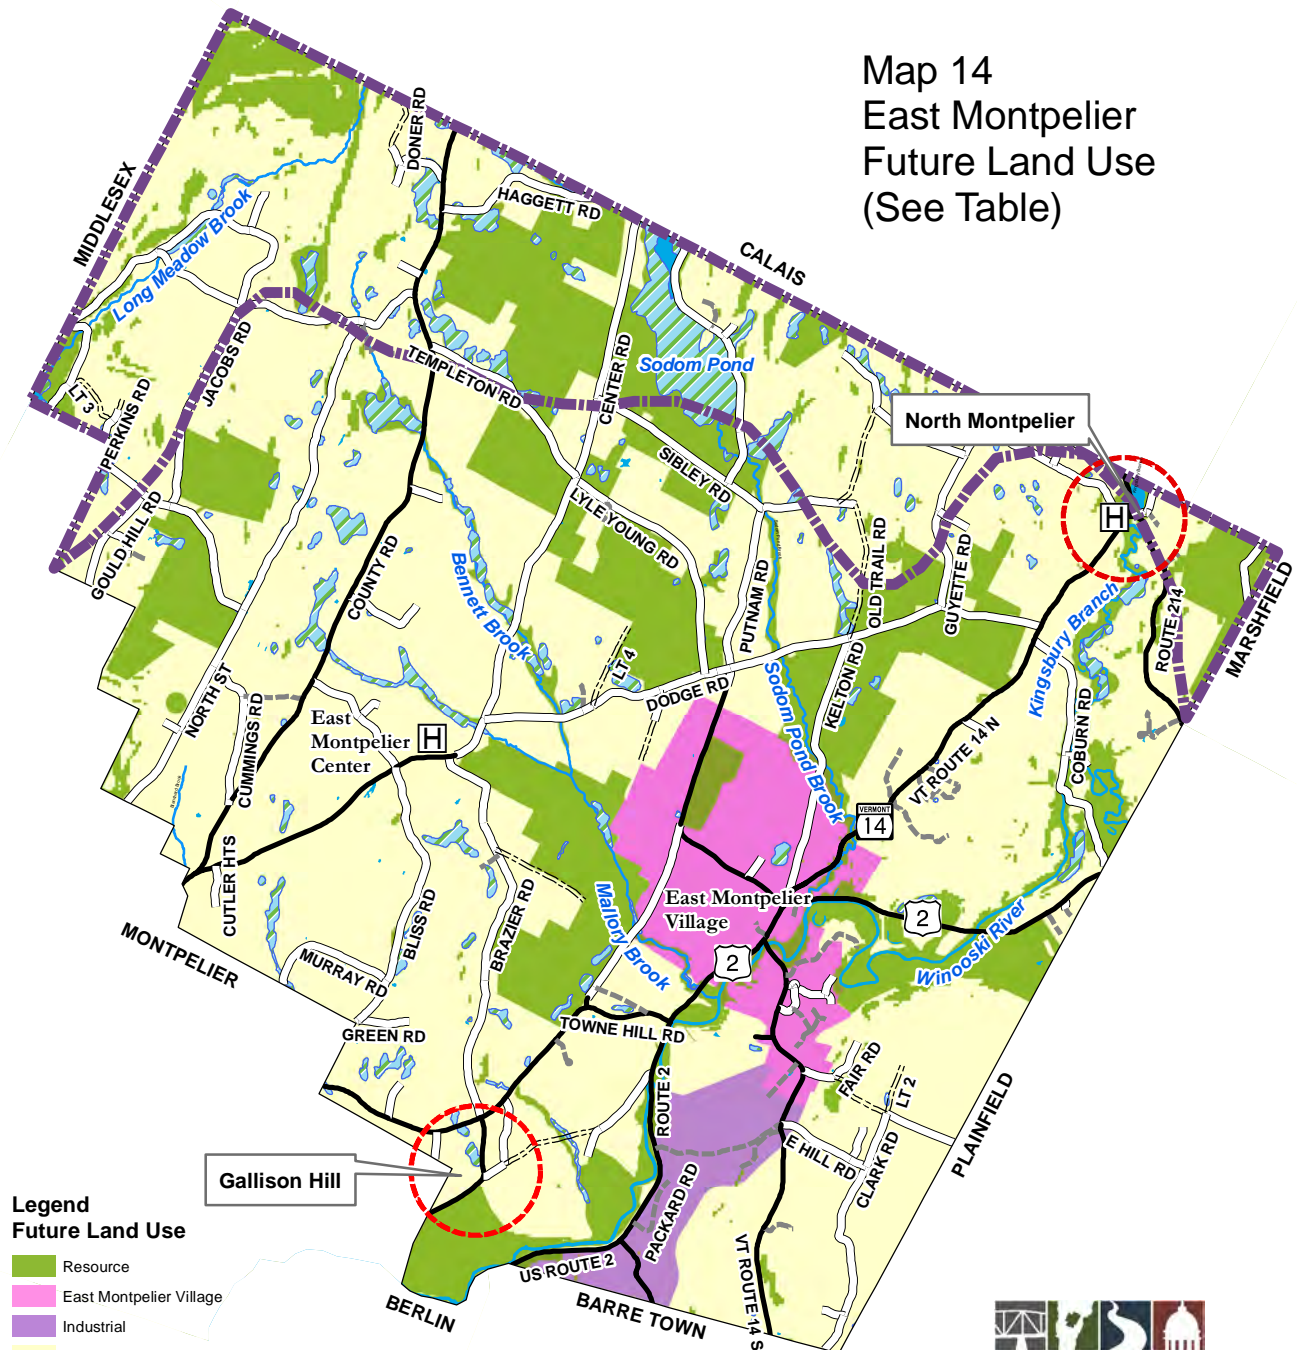 Map 14
East Montpelier
Future Land Use
(See Table)
MIDDLESEX
DONER RD
HAGGETT RD
CALAIS
Long Meadow Brook
JACOBS RD
LT 3
PERKINS RD
TEMPLETON RD
CENTER RD
Sodom Pond
North Montpelier
SIBLEY RD
LYLE YOUNG RD
GOULD HILL RD
COUNTY RD
Bennett Brook
PUTNAM RD
OLD TRAIL RD
GUYETTE RD
H
Kingsbury Branch
ROUTE 214
MARSHFIELD
NORTH ST
CUMMINGS RD
East
Montpelier
Center
H
LT 4
DODGE RD
Sodom Pond Brook
KELTON RD
VT ROUTE 14 N
COBURN RD
VERMONT
14
CUTLER HTS
BLISS RD
BRAZIER RD
Mallory Brook
East Montpelier
Village
2
2
Winooski River
MONTPELIER
MURRAY RD
GREEN RD
TOWNE HILL RD
ROUTE 2
FAIR RD
LT 2
PLAINFIELD
E HILL RD
CLARK RD
Gallison Hill
PACKARD RD
US ROUTE 2
VT ROUTE 14 S
BERLIN
BARRE TOWN
Legend
Future Land Use
Resource
East Montpelier Village
Industrial